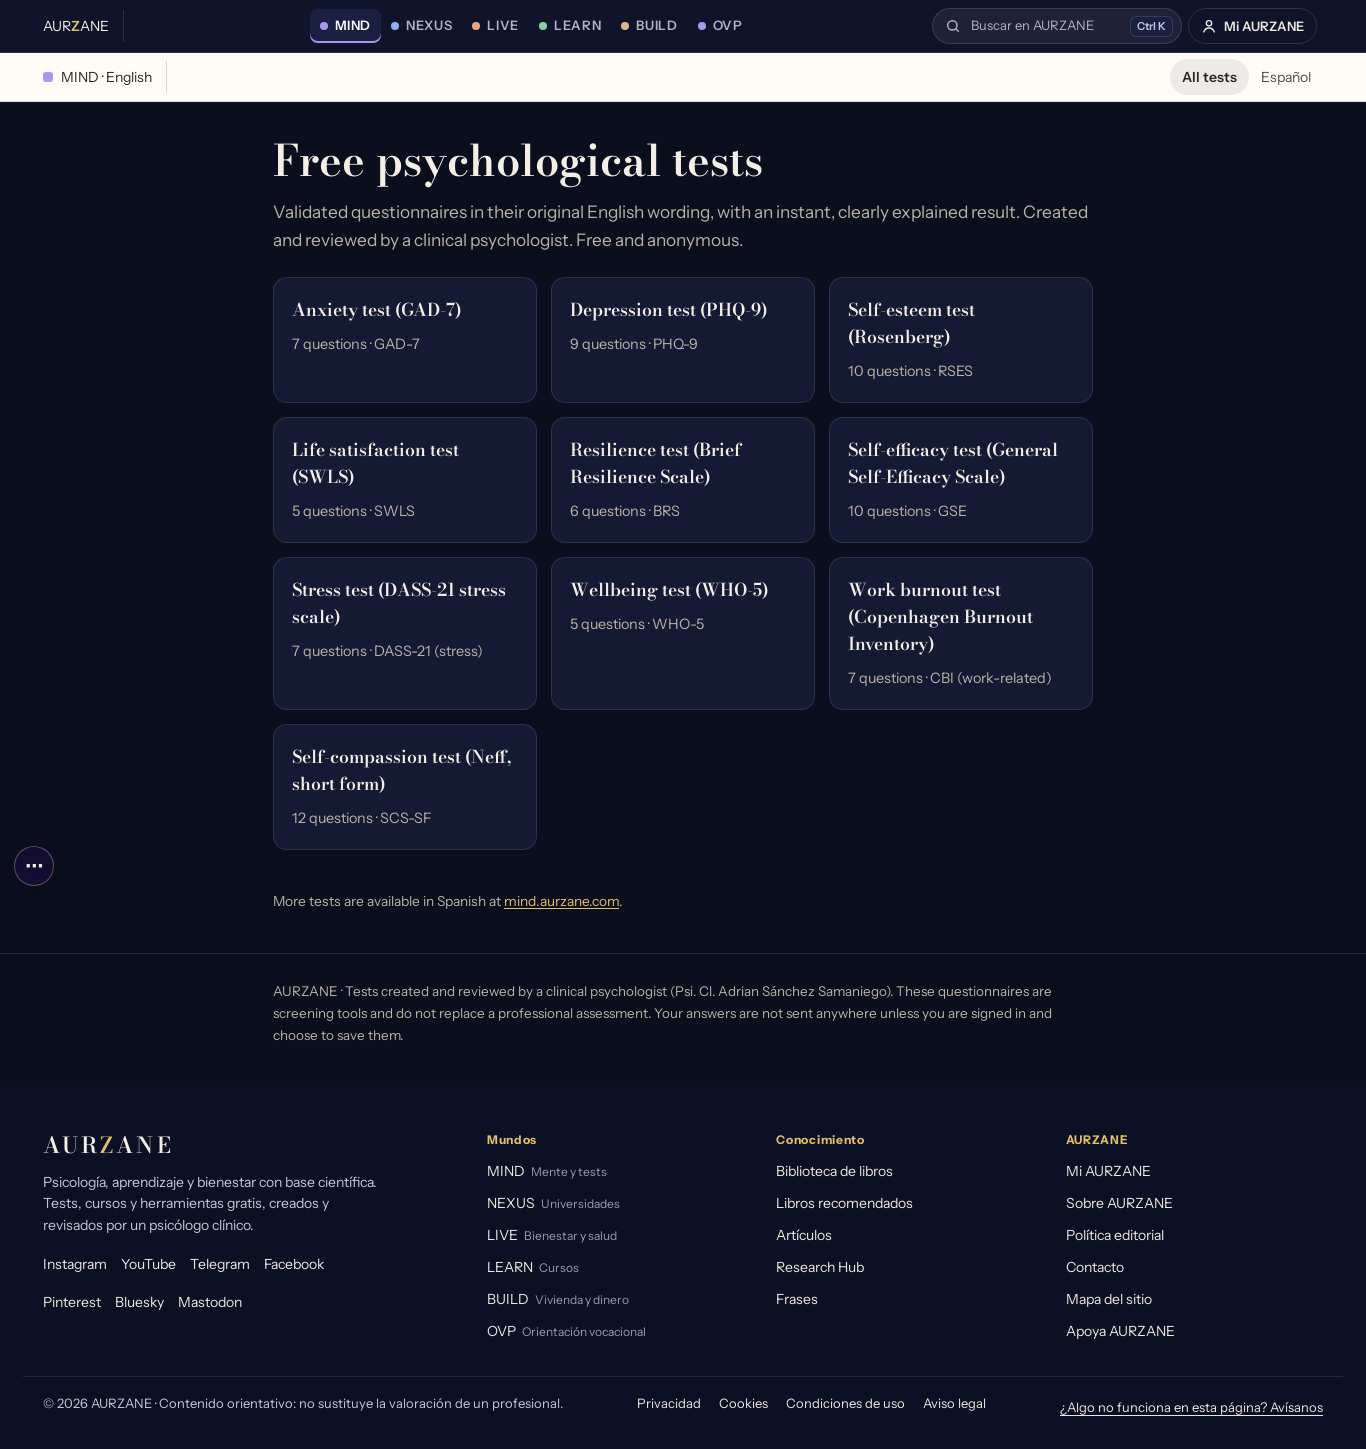 AURZANE
MIND NEXUS LIVE LEARN BUILD OVP
Buscar en AURZANE Ctrl K
Mi AURZANE
MIND · English
All tests Español
Free psychological tests
Validated questionnaires in their original English wording, with an instant, clearly explained result. Created
and reviewed by a clinical psychologist. Free and anonymous.
Anxiety test (GAD-7)
7 questions · GAD-7
Depression test (PHQ-9)
9 questions · PHQ-9
Self-esteem test
(Rosenberg)
10 questions · RSES
Life satisfaction test
(SWLS)
5 questions · SWLS
Resilience test (Brief
Resilience Scale)
6 questions · BRS
Self-efficacy test (General
Self-Efficacy Scale)
10 questions · GSE
Stress test (DASS-21 stress
scale)
7 questions · DASS-21 (stress)
Wellbeing test (WHO-5)
5 questions · WHO-5
Work burnout test
(Copenhagen Burnout
Inventory)
7 questions · CBI (work-related)
Self-compassion test (Neff,
short form)
12 questions · SCS-SF
More tests are available in Spanish at mind.aurzane.com.
AURZANE · Tests created and reviewed by a clinical psychologist (Psi. Cl. Adrian Sánchez Samaniego). These questionnaires are
screening tools and do not replace a professional assessment. Your answers are not sent anywhere unless you are signed in and
choose to save them.
AURZANE
Psicología, aprendizaje y bienestar con base científica.
Tests, cursos y herramientas gratis, creados y
revisados por un psicólogo clínico.
Instagram YouTube Telegram Facebook
Pinterest Bluesky Mastodon
Mundos
MIND Mente y tests
NEXUS Universidades
LIVE Bienestar y salud
LEARN Cursos
BUILD Vivienda y dinero
OVP Orientación vocacional
Conocimiento
Biblioteca de libros
Libros recomendados
Artículos
Research Hub
Frases
AURZANE
Mi AURZANE
Sobre AURZANE
Política editorial
Contacto
Mapa del sitio
Apoya AURZANE
© 2026 AURZANE · Contenido orientativo: no sustituye la valoración de un profesional.
Privacidad Cookies Condiciones de uso Aviso legal
¿Algo no funciona en esta página? Avísanos